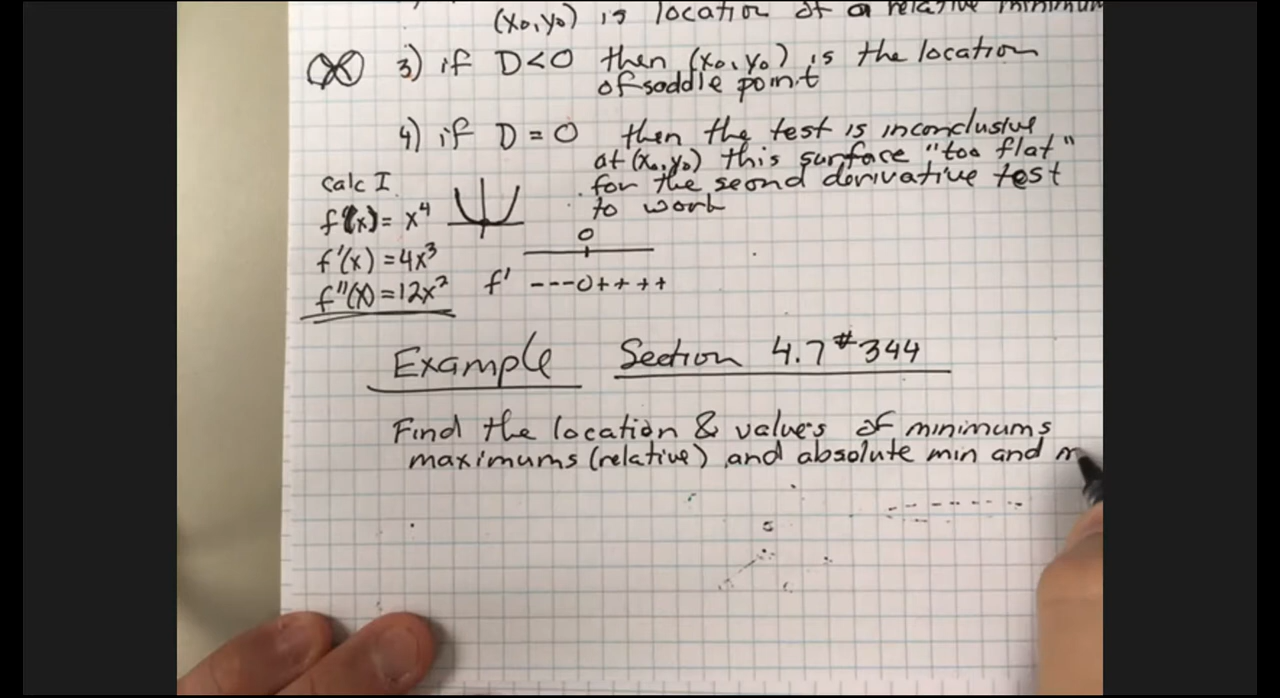 (x₀,y₀) is location of a relative minimum
3) if D<0 then (x₀,y₀) is the location
of saddle point
4) if D = 0 then the test is inconclusive
at (x₀,y₀) this surface "too flat"
for the second derivative test
to work
Calc I
f(x) = x⁴
0
f'(x) = 4x³
f''(x) = 12x²
f' ---0++++
Example Section 4.7 #344
Find the location & values of minimums
maximums (relative) and absolute min and m